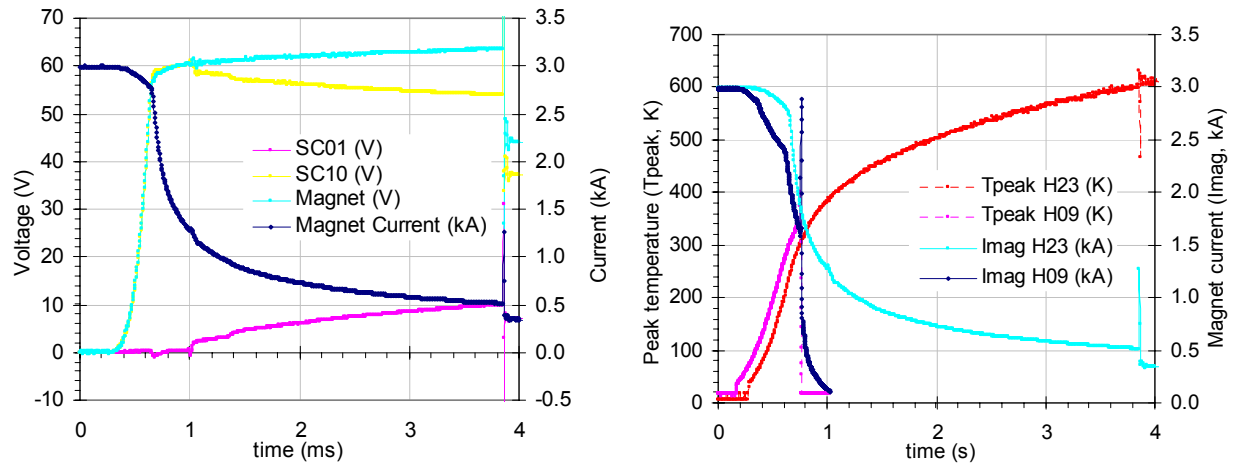 70
60
50
40
30
20
10
0
-10
Voltage (V)
3.5
3.0
2.5
2.0
1.5
1.0
0.5
0.0
-0.5
Current (kA)
SC01 (V)
SC10 (V)
Magnet (V)
Magnet Current (kA)
0 1 2 3 4
time (ms)
700
600
500
400
300
200
100
0
Peak temperature (Tpeak, K)
3.5
3.0
2.5
2.0
1.5
1.0
0.5
0.0
Magnet current (Imag, kA)
Tpeak H23 (K)
Tpeak H09 (K)
Imag H23 (kA)
Imag H09 (kA)
0 1 2 3 4
time (s)